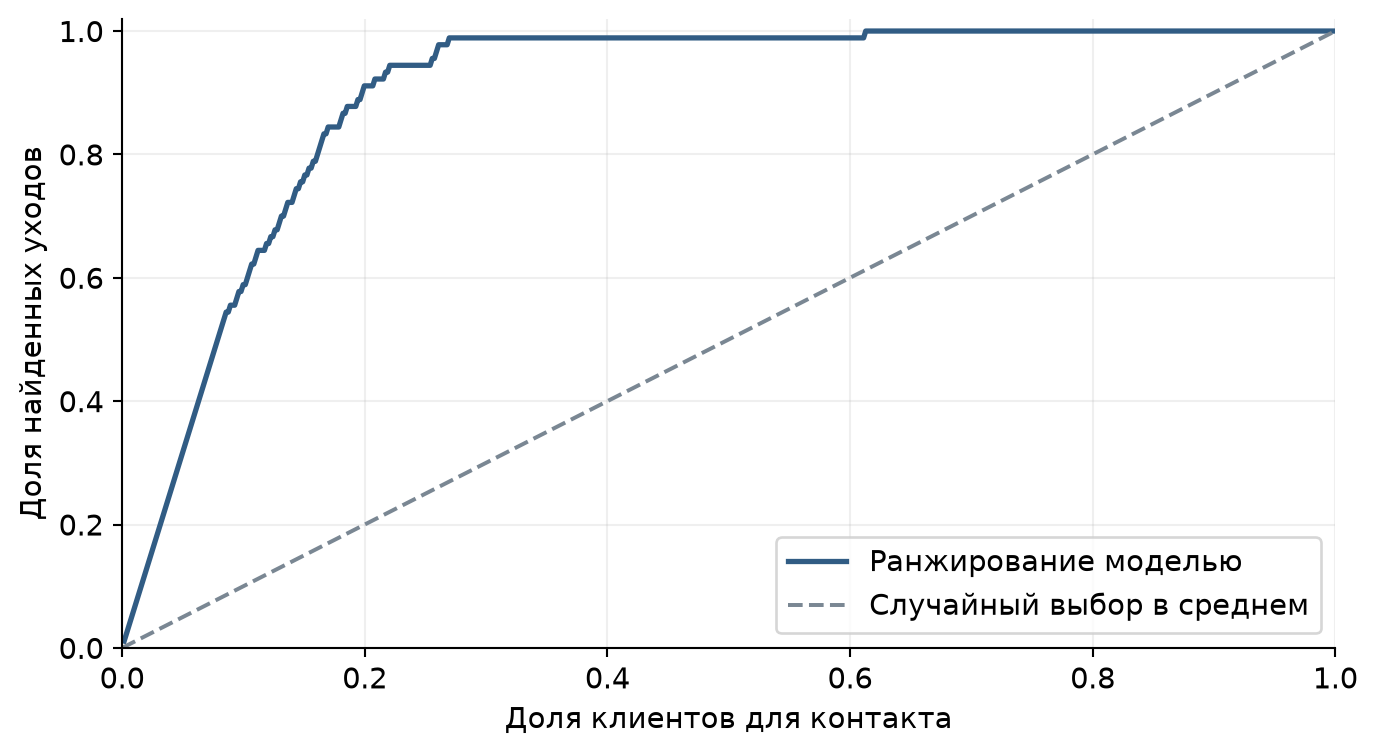 1.0
0.8
0.6
0.4
0.2
0.0
Доля найденных уходов
Ранжирование моделью
Случайный выбор в среднем
0.0 0.2 0.4 0.6 0.8 1.0
Доля клиентов для контакта